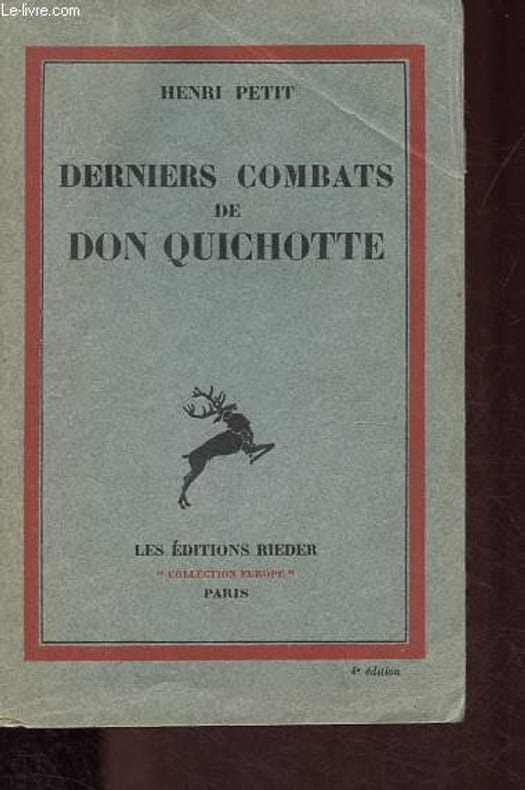 Le-livre.com
HENRI PETIT
DERNIERS COMBATS
DE
DON QUICHOTTE
LES ÉDITIONS RIEDER
" COLLECTION EUROPE "
PARIS
4e édition